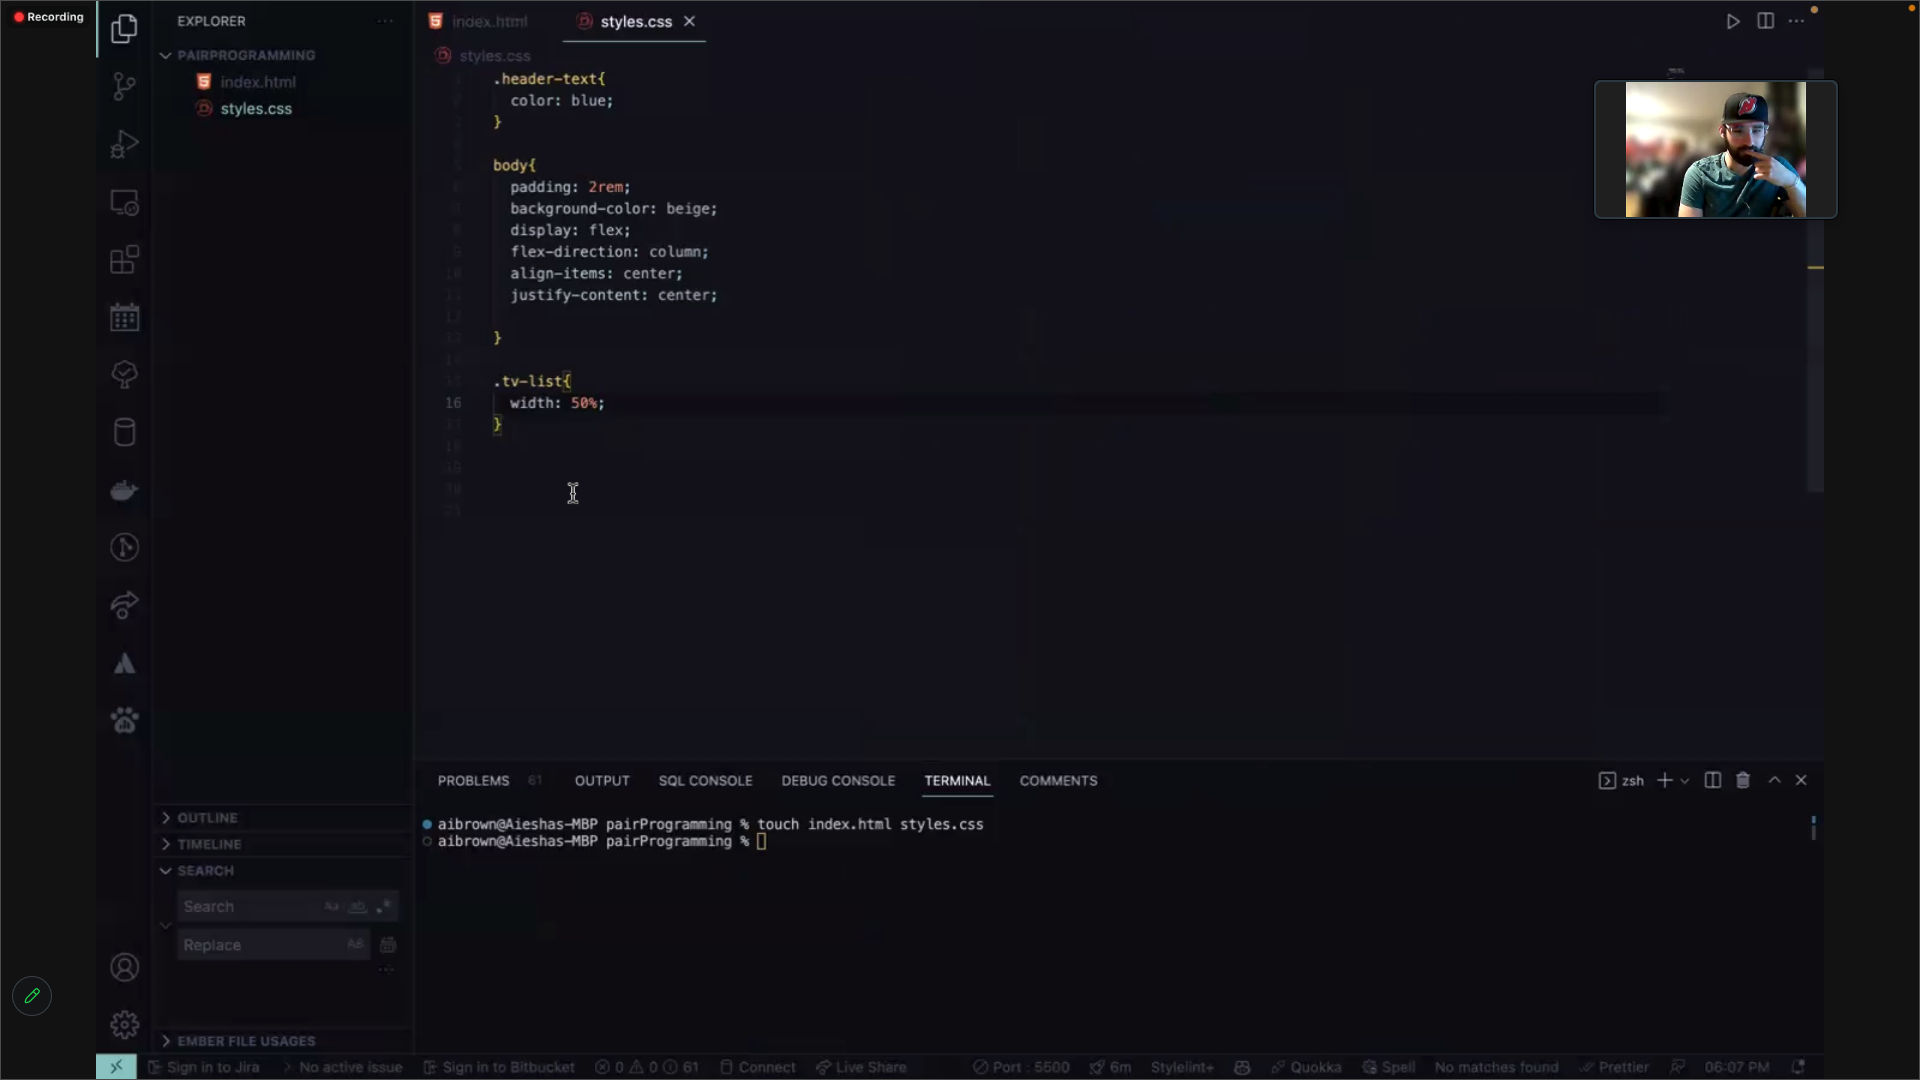 Recording
EXPLORER
PAIRPROGRAMMING
index.html
styles.css
index.html
styles.css
styles.css
.header-text{
color: blue;
}
body{
padding: 2rem;
background-color: beige;
display: flex;
flex-direction: column;
align-items: center;
justify-content: center;
}
.tv-list{
16 width: 50%;
}
PROBLEMS 61 OUTPUT SQL CONSOLE DEBUG CONSOLE TERMINAL COMMENTS
zsh
aibrown@Aieshas-MBP pairProgramming % touch index.html styles.css
aibrown@Aieshas-MBP pairProgramming %
OUTLINE
TIMELINE
SEARCH
Search Aa ab
Replace AB
EMBER FILE USAGES
Sign in to Jira No active issue Sign in to Bitbucket 0 0 61 Connect Live Share Port : 5500 6m Stylelint+ Quokka Spell No matches found Prettier 06:07 PM